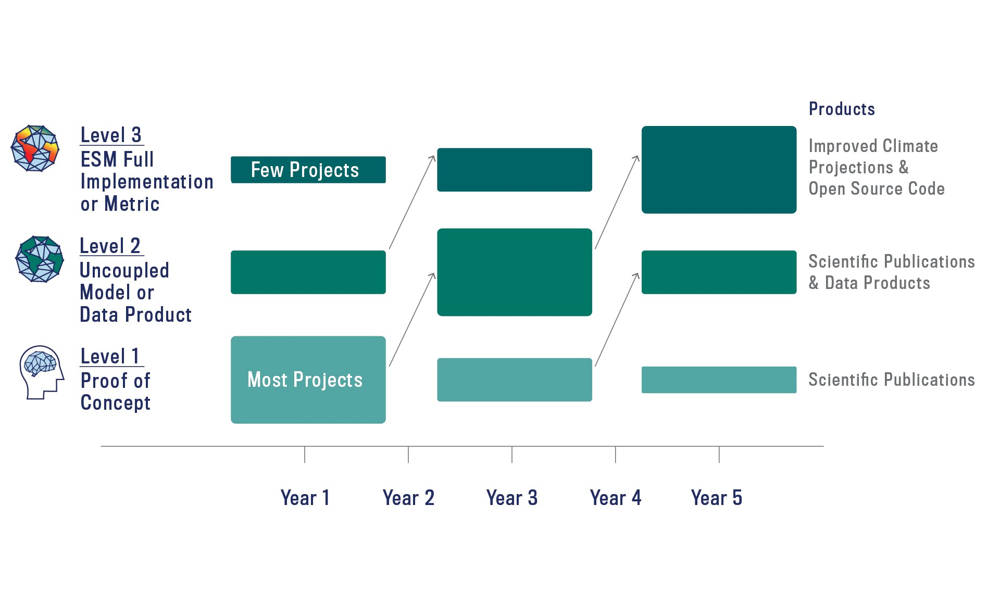 Products
Level 3
ESM Full
Implementation
or Metric
Few Projects
Improved Climate
Projections &
Open Source Code
Level 2
Uncoupled
Model or
Data Product
Scientific Publications
& Data Products
Level 1
Proof of
Concept
Most Projects
Scientific Publications
Year 1
Year 2
Year 3
Year 4
Year 5